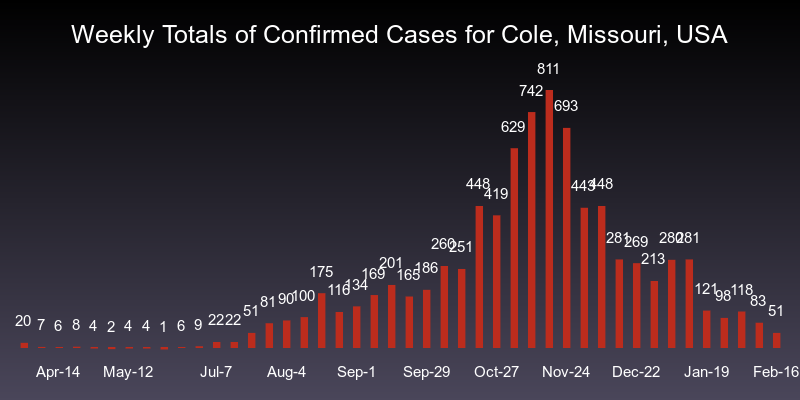 Weekly Totals of Confirmed Cases for Cole, Missouri, USA
20 7 6 8 4 2 4 4 1 6 9 22 22 51 81 90 100 175 116 134 169 201 165 186 260 251 448 419 629 742 811 693 443 448 281 269 213 280 281 121 98 118 83 51
Apr-14 May-12 Jul-7 Aug-4 Sep-1 Sep-29 Oct-27 Nov-24 Dec-22 Jan-19 Feb-16